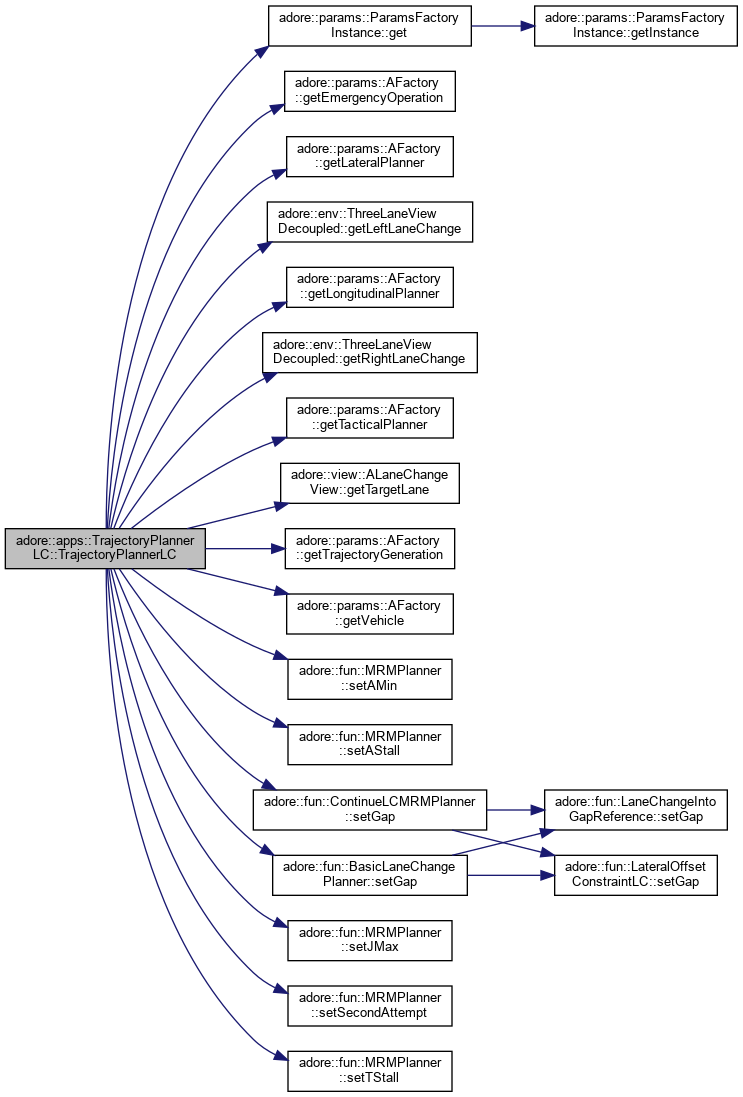 adore::params::ParamsFactory
Instance::get
adore::params::ParamsFactory
Instance::getInstance
adore::params::AFactory
::getEmergencyOperation
adore::params::AFactory
::getLateralPlanner
adore::env::ThreeLaneView
Decoupled::getLeftLaneChange
adore::params::AFactory
::getLongitudinalPlanner
adore::env::ThreeLaneView
Decoupled::getRightLaneChange
adore::params::AFactory
::getTacticalPlanner
adore::view::ALaneChange
View::getTargetLane
adore::apps::TrajectoryPlanner
LC::TrajectoryPlannerLC
adore::params::AFactory
::getTrajectoryGeneration
adore::params::AFactory
::getVehicle
adore::fun::MRMPlanner
::setAMin
adore::fun::MRMPlanner
::setAStall
adore::fun::ContinueLCMRMPlanner
::setGap
adore::fun::LaneChangeInto
GapReference::setGap
adore::fun::BasicLaneChange
Planner::setGap
adore::fun::LateralOffset
ConstraintLC::setGap
adore::fun::MRMPlanner
::setJMax
adore::fun::MRMPlanner
::setSecondAttempt
adore::fun::MRMPlanner
::setTStall